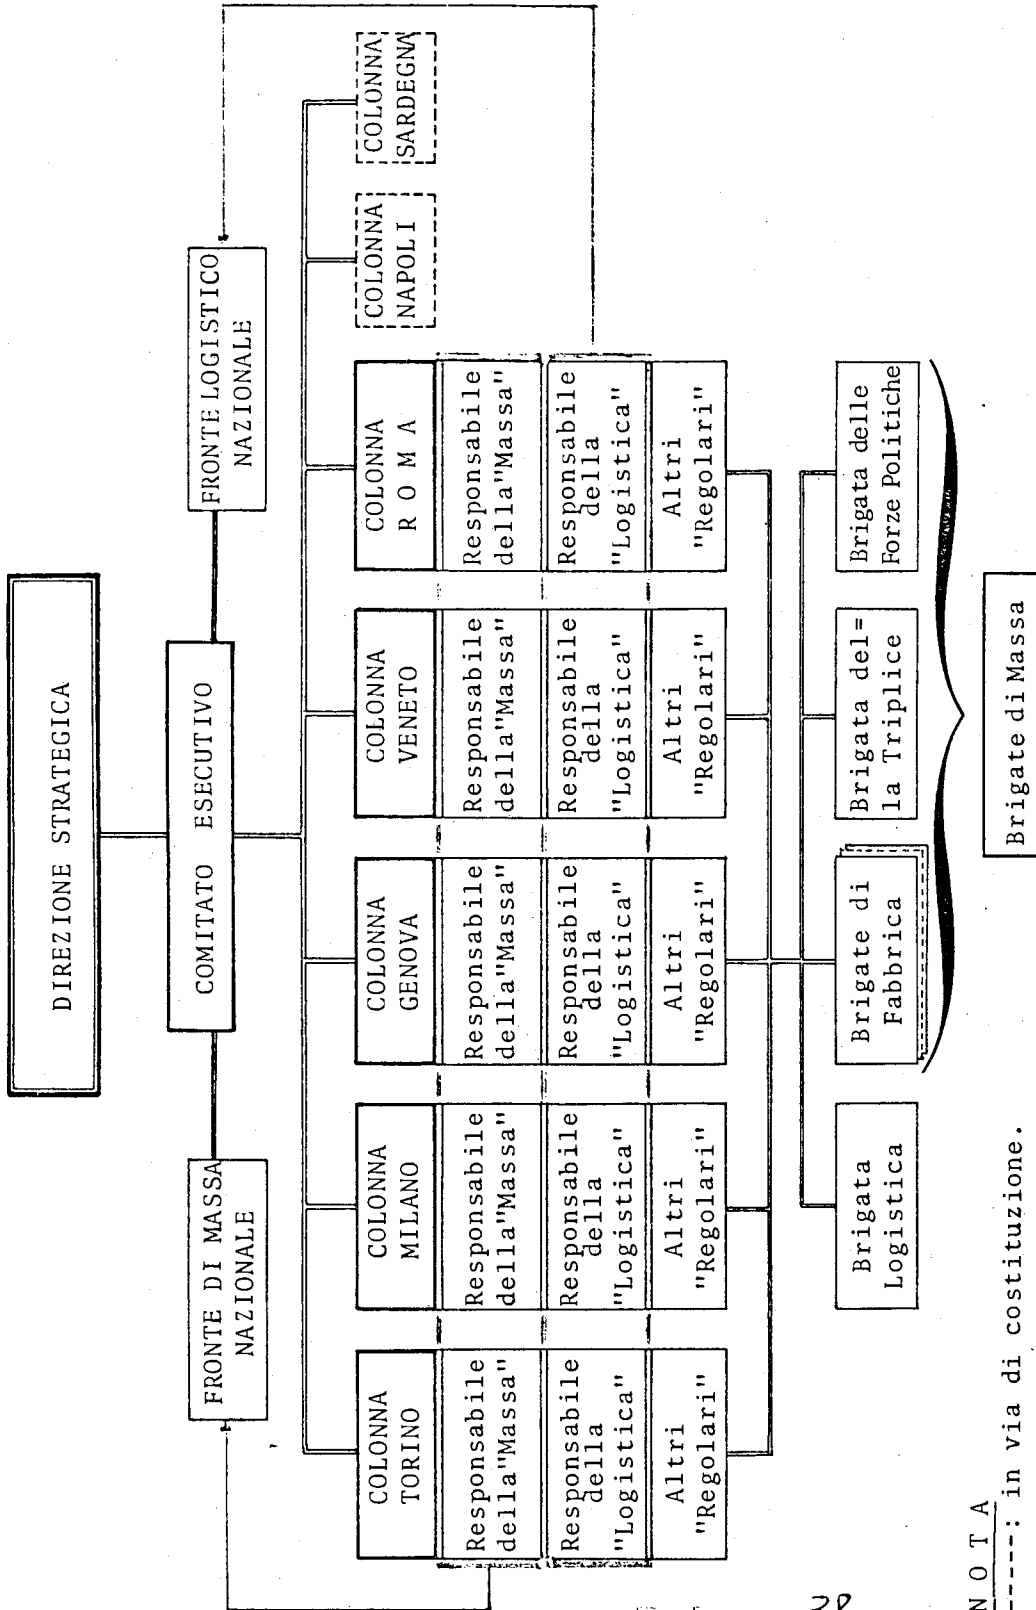 DIREZIONE STRATEGICA
COMITATO ESECUTIVO
FRONTE DI MASSA
NAZIONALE
FRONTE LOGISTICO
NAZIONALE
COLONNA
TORINO
Responsabile
della"Massa"
Responsabile
della
"Logistica"
Altri
"Regolari"
COLONNA
MILANO
Responsabile
della"Massa"
Responsabile
della
"Logistica"
Altri
"Regolari"
COLONNA
GENOVA
Responsabile
della"Massa"
Responsabile
della
"Logistica"
Altri
"Regolari"
COLONNA
VENETO
Responsabile
della"Massa"
Responsabile
della
"Logistica"
Altri
"Regolari"
COLONNA
R O M A
Responsabile
della"Massa"
Responsabile
della
"Logistica"
Altri
"Regolari"
COLONNA
NAPOLI
COLONNA
SARDEGNA
Brigata
Logistica
Brigate di
Fabbrica
Brigata del=
la Triplice
Brigata delle
Forze Politiche
Brigate di Massa
N O T A
-----: in via di costituzione.
28